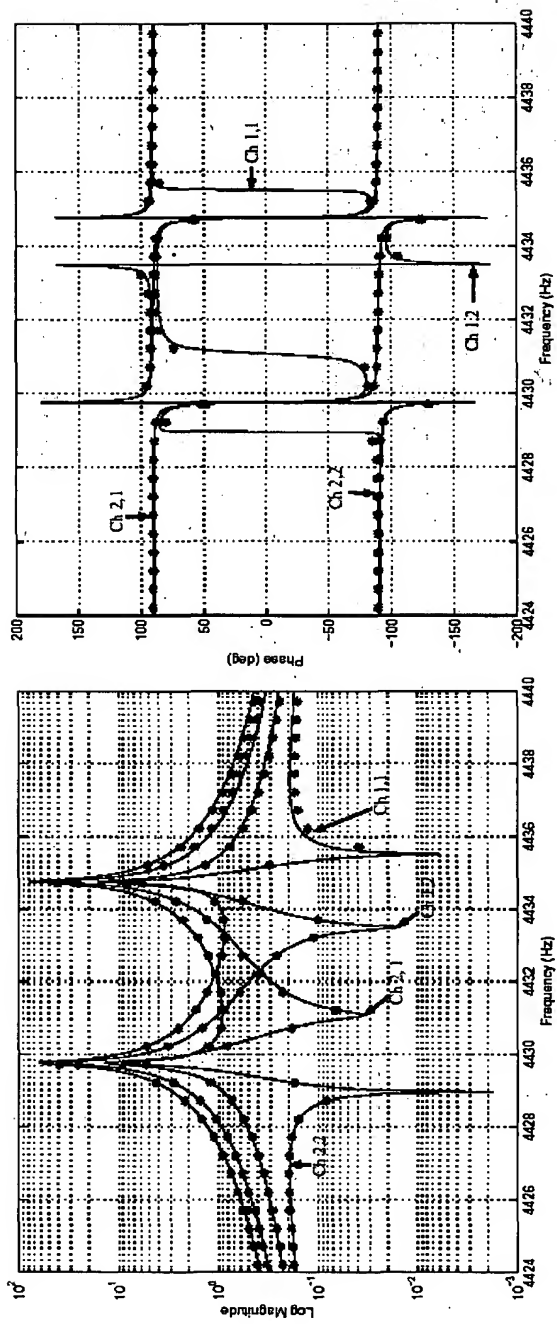 Log Magnitude
10²
10¹
10⁰
10⁻¹
10⁻²
10⁻³
Ch 2,2
Ch 2,1
Ch 1,2
Ch 1,1
4424 4426 4428 4430 4432 4434 4436 4438 4440
Frequency (Hz)
Phase (deg)
200
150
100
50
0
-50
-100
-150
-200
Ch 2,1
Ch 2,2
Ch 1,1
Ch 1,2
4424 4426 4428 4430 4432 4434 4436 4438 4440
Frequency (Hz)